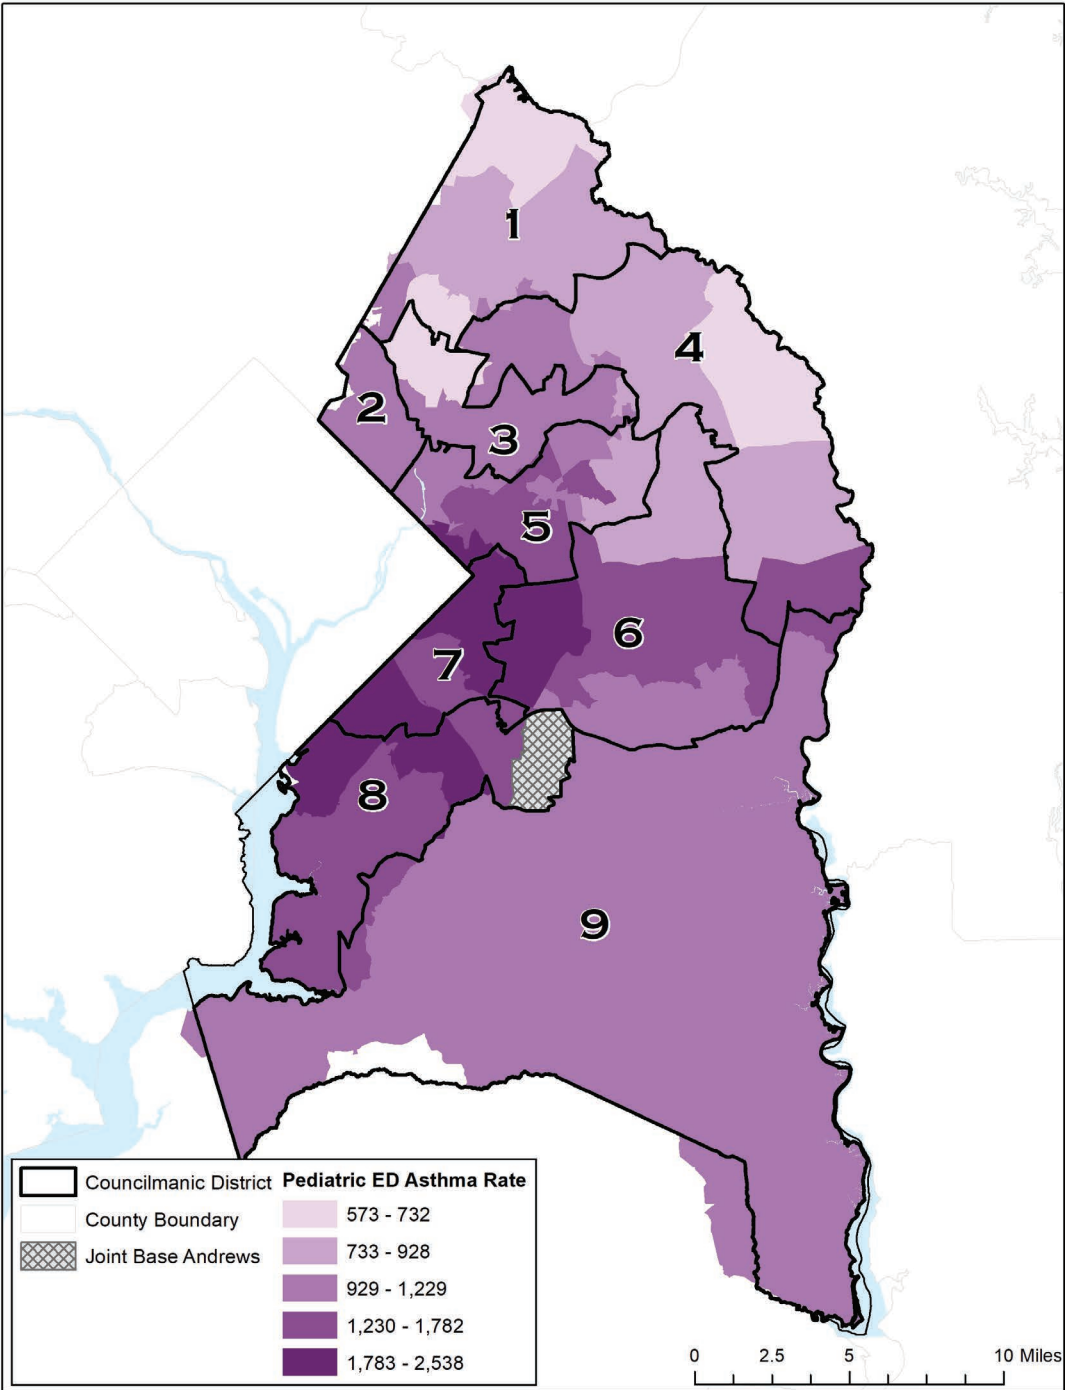 1
4
2
3
5
6
7
8
9
Councilmanic District
County Boundary
Joint Base Andrews
Pediatric ED Asthma Rate
573 - 732
733 - 928
929 - 1,229
1,230 - 1,782
1,783 - 2,538
0 2.5 5 10 Miles